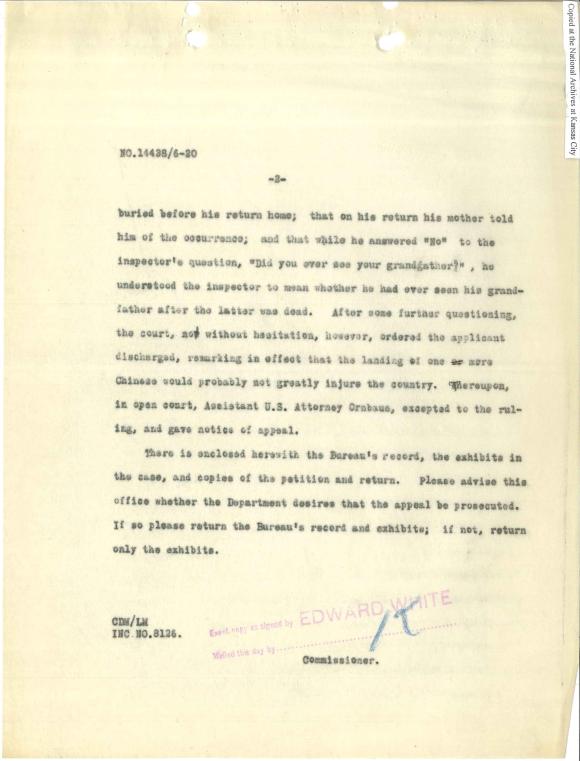 Copied at the National Archives at Kansas City
NO.14438/6-20
-2-
buried before his return home; that on his return his mother told
him of the occurrence; and that while he answered "No" to the
inspector's question, "Did you ever see your grandgather?", he
understood the inspector to mean whether he had ever seen his grand-
father after the latter was dead. After some further questioning,
the court, not without hesitation, however, ordered the applicant
discharged, remarking in effect that the landing of one or more
Chinese would probably not greatly injure the country. Thereupon,
in open court, Assistant U.S. Attorney Ornbaun, excepted to the rul-
ing, and gave notice of appeal.
There is enclosed herewith the Bureau's record, the exhibits in
the case, and copies of the petition and return. Please advise this
office whether the Department desires that the appeal be prosecuted.
If so please return the Bureau's record and exhibits; if not, return
only the exhibits.
CDM/LM
INC NO.8126.
Exact copy as signed by EDWARD WHITE
Mailed this day by
Commissioner.